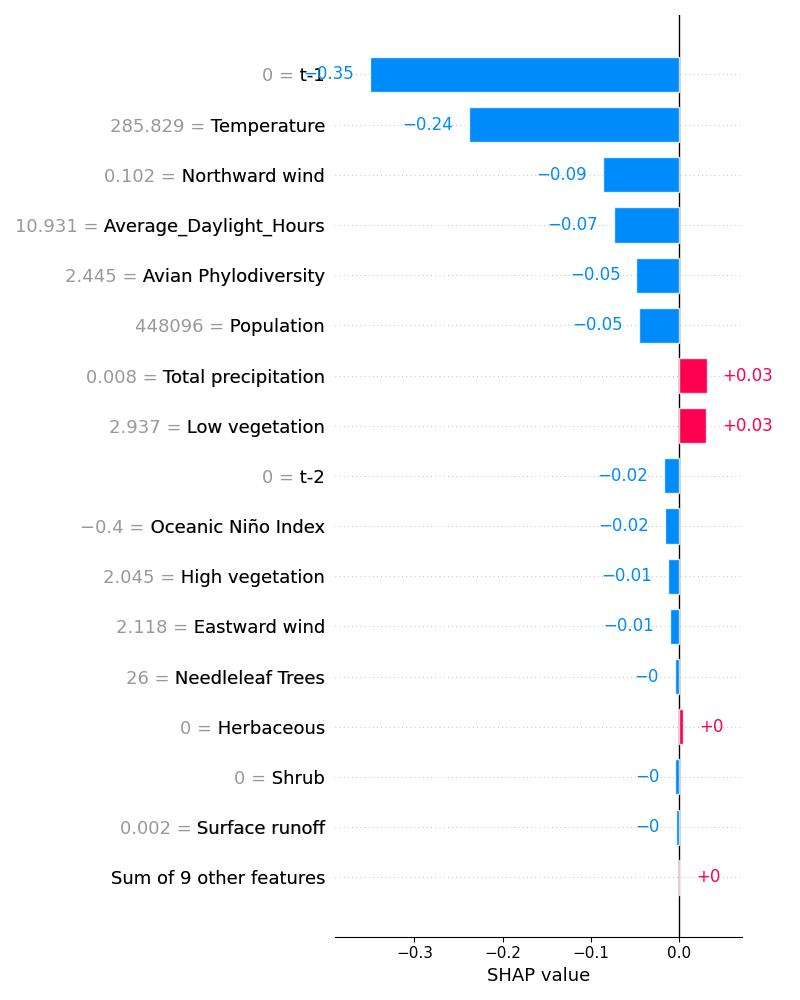 0 = t-1 −0.35
285.829 = Temperature −0.24
0.102 = Northward wind −0.09
10.931 = Average_Daylight_Hours −0.07
2.445 = Avian Phylodiversity −0.05
448096 = Population −0.05
0.008 = Total precipitation +0.03
2.937 = Low vegetation +0.03
0 = t-2 −0.02
−0.4 = Oceanic Niño Index −0.02
2.045 = High vegetation −0.01
2.118 = Eastward wind −0.01
26 = Needleleaf Trees −0
0 = Herbaceous +0
0 = Shrub −0
0.002 = Surface runoff −0
Sum of 9 other features +0
−0.3 −0.2 −0.1 0.0
SHAP value